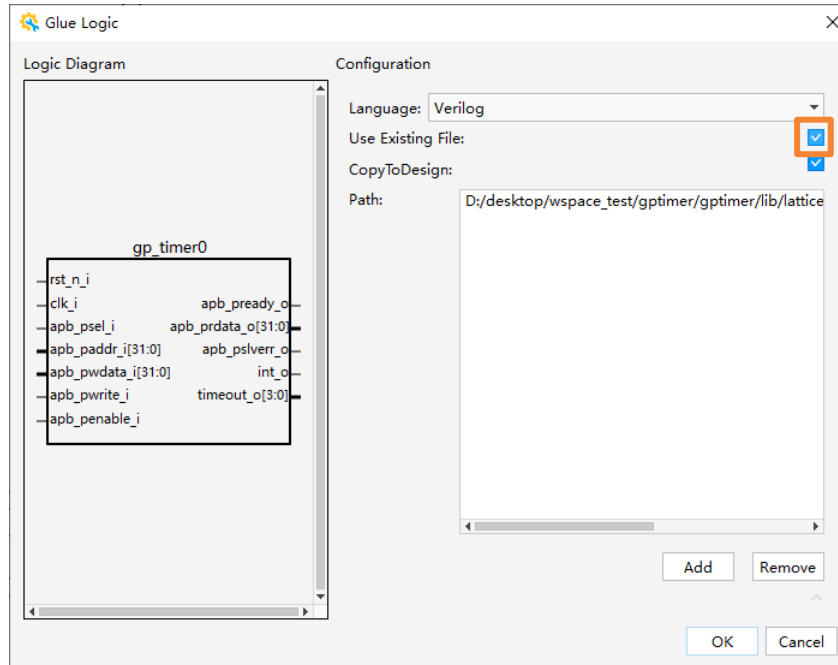 Glue Logic
Logic Diagram
Configuration
Language: Verilog
Use Existing File:
CopyToDesign:
Path: D:/desktop/wspace_test/gptimer/gptimer/lib/lattice
gp_timer0
rst_n_i
clk_i apb_pready_o
apb_psel_i apb_prdata_o[31:0]
apb_paddr_i[31:0] apb_pslverr_o
apb_pwdata_i[31:0] int_o
apb_pwrite_i timeout_o[3:0]
apb_penable_i
Add Remove
OK Cancel